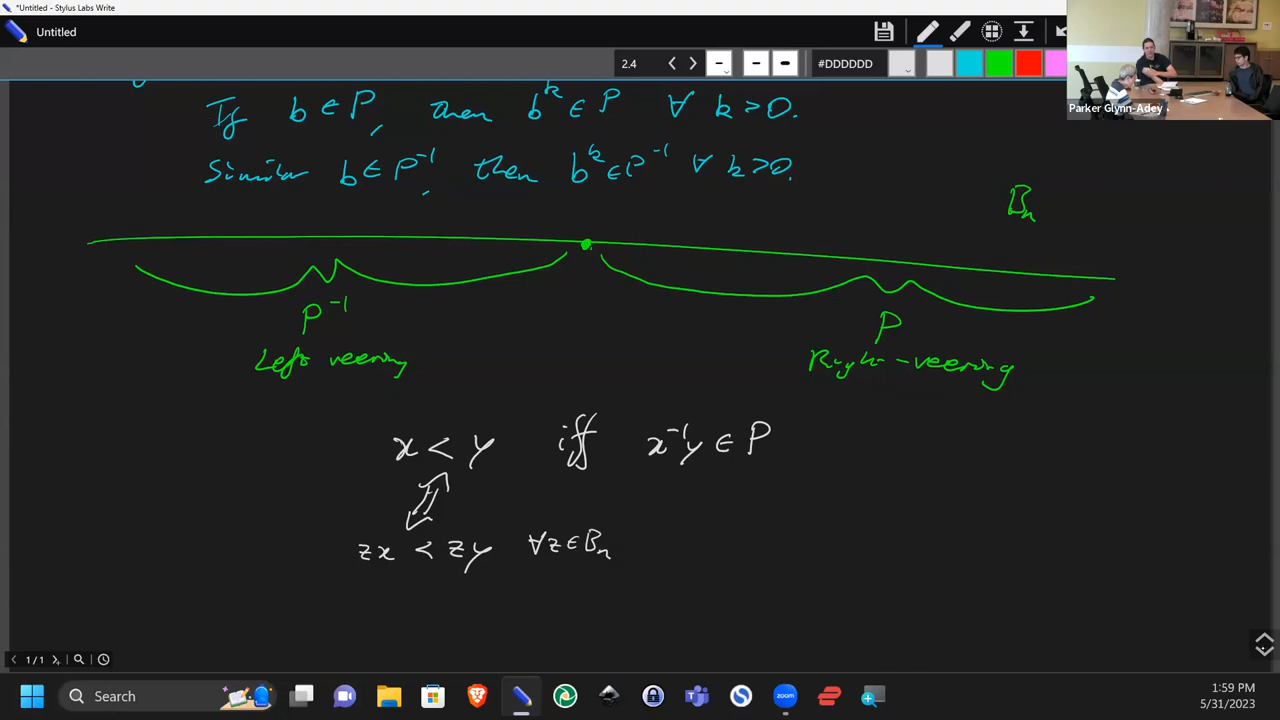 *Untitled - Stylus Labs Write
Untitled
2.4
#DDDDDD
Parker Glynn-Adey
If b ∈ P, then b^k ∈ P ∀ k > 0.
Similar b ∈ P^-1, then b^k ∈ P^-1 ∀ k > 0.
B_n
P^-1
P
Left veering
Right-veering
x < y iff x^-1 y ∈ P
zx < zy ∀z ∈ B_n
1/1
Search
zoom
1:59 PM
5/31/2023